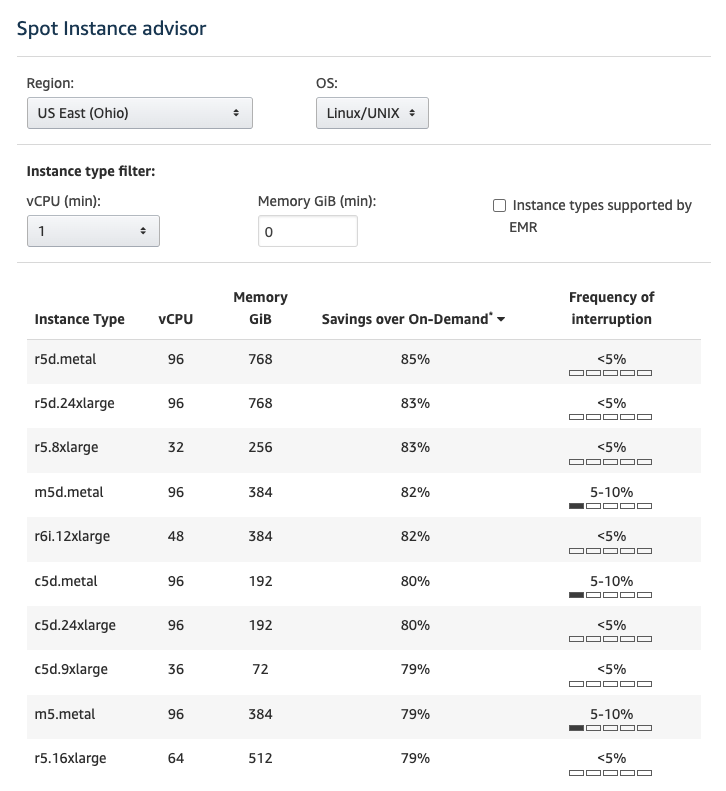 Spot Instance advisor
Region: OS:
US East (Ohio) Linux/UNIX
Instance type filter:
vCPU (min): Memory GiB (min): Instance types supported by
EMR
1 0
Instance Type vCPU Memory GiB Savings over On-Demand* Frequency of interruption
r5d.metal 96 768 85% <5%
r5d.24xlarge 96 768 83% <5%
r5.8xlarge 32 256 83% <5%
m5d.metal 96 384 82% 5-10%
r6i.12xlarge 48 384 82% <5%
c5d.metal 96 192 80% 5-10%
c5d.24xlarge 96 192 80% <5%
c5d.9xlarge 36 72 79% <5%
m5.metal 96 384 79% 5-10%
r5.16xlarge 64 512 79% <5%